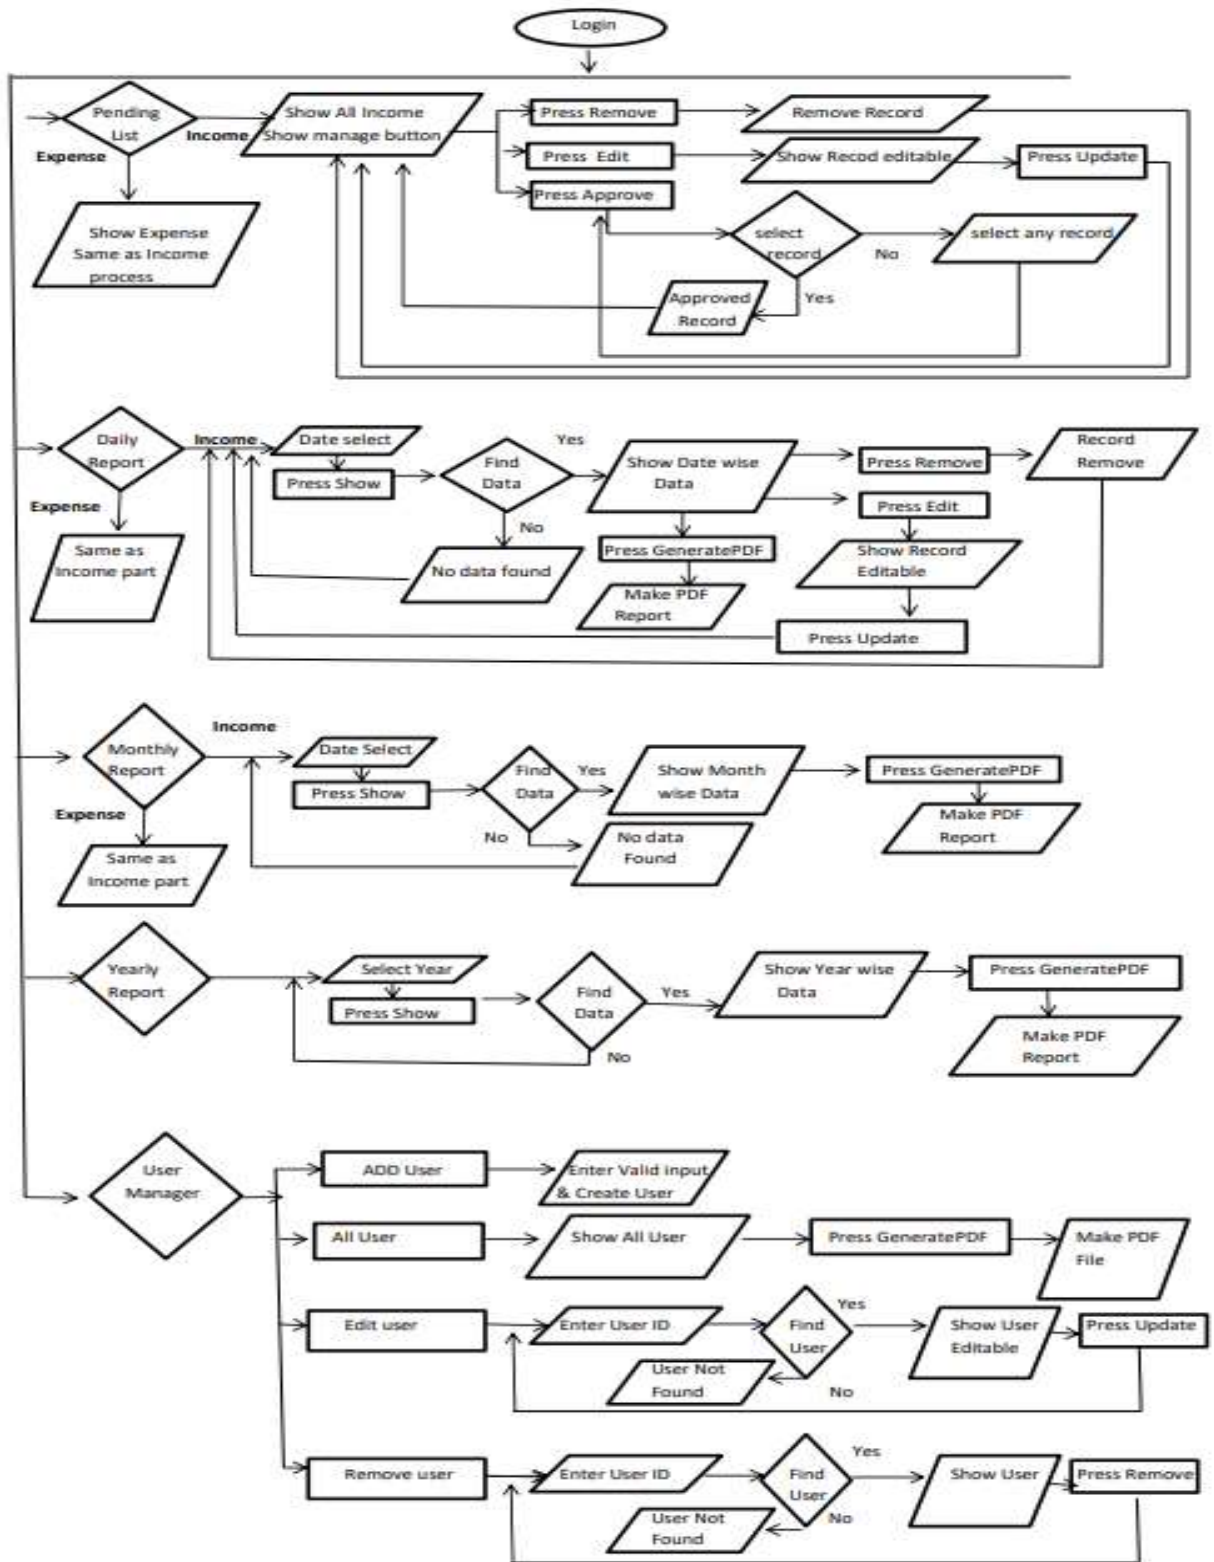 Login
Pending
List
Income
Expense
Show All Income
Show manage button
Press Remove
Remove Record
Press Edit
Show Recod editable
Press Update
Press Approve
select
record
No
select any record
Yes
Approved
Record
Show Expense
Same as Income
process
Daily
Report
Income
Expense
Same as
Income part
Date select
Press Show
Find
Data
Yes
No
No data found
Show Date wise
Data
Press GeneratePDF
Make PDF
Report
Press Remove
Record
Remove
Press Edit
Show Record
Editable
Press Update
Monthly
Report
Income
Expense
Same as
Income part
Date Select
Press Show
Find
Data
Yes
No
Show Month
wise Data
No data
Found
Press GeneratePDF
Make PDF
Report
Yearly
Report
Select Year
Press Show
Find
Data
Yes
No
Show Year wise
Data
Press GeneratePDF
Make PDF
Report
User
Manager
ADD User
Enter Valid input
& Create User
All User
Show All User
Press GeneratePDF
Make PDF
File
Edit user
Enter User ID
Find
User
Yes
No
User Not
Found
Show User
Editable
Press Update
Remove user
Enter User ID
Find
User
Yes
No
User Not
Found
Show User
Press Remove